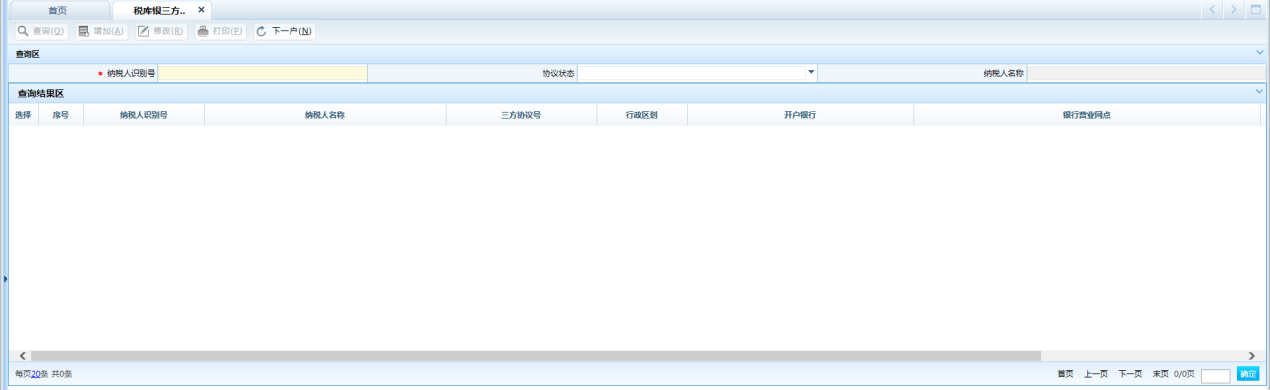 首页 税库银三方.. ×
查询(Q) 增加(A) 修改(R) 打印(P) 下一户(N)
查询区
* 纳税人识别号 协议状态 纳税人名称
查询结果区
选择 序号 纳税人识别号 纳税人名称 三方协议号 行政区划 开户银行 银行营业网点
每页20条 共0条 首页 上一页 下一页 末页 0/0页 确定